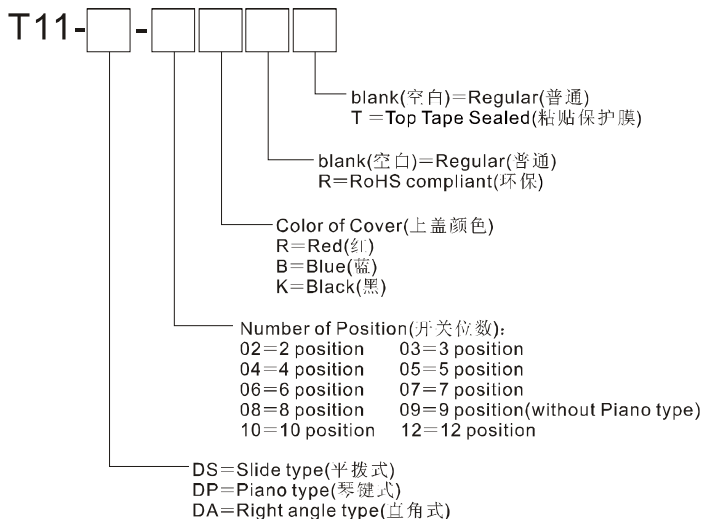 T11- -
blank(空白)=Regular(普通)
T =Top Tape Sealed(粘贴保护膜)
blank(空白)=Regular(普通)
R=RoHS compliant(环保)
Color of Cover(上盖颜色)
R=Red(红)
B=Blue(蓝)
K=Black(黑)
Number of Position(开关位数):
02=2 position 03=3 position
04=4 position 05=5 position
06=6 position 07=7 position
08=8 position 09=9 position(without Piano type)
10=10 position 12=12 position
DS=Slide type(平拨式)
DP=Piano type(琴键式)
DA=Right angle type(直角式)